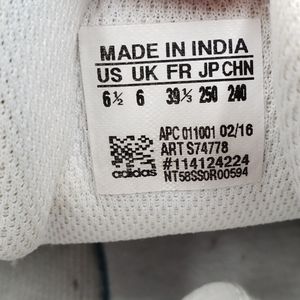 MADE IN INDIA
US UK FR JP CHN
6½ 6 39⅓ 250 240
APC 011001 02/16
ART S74778
#114124224
adidas NT58SS0R00594